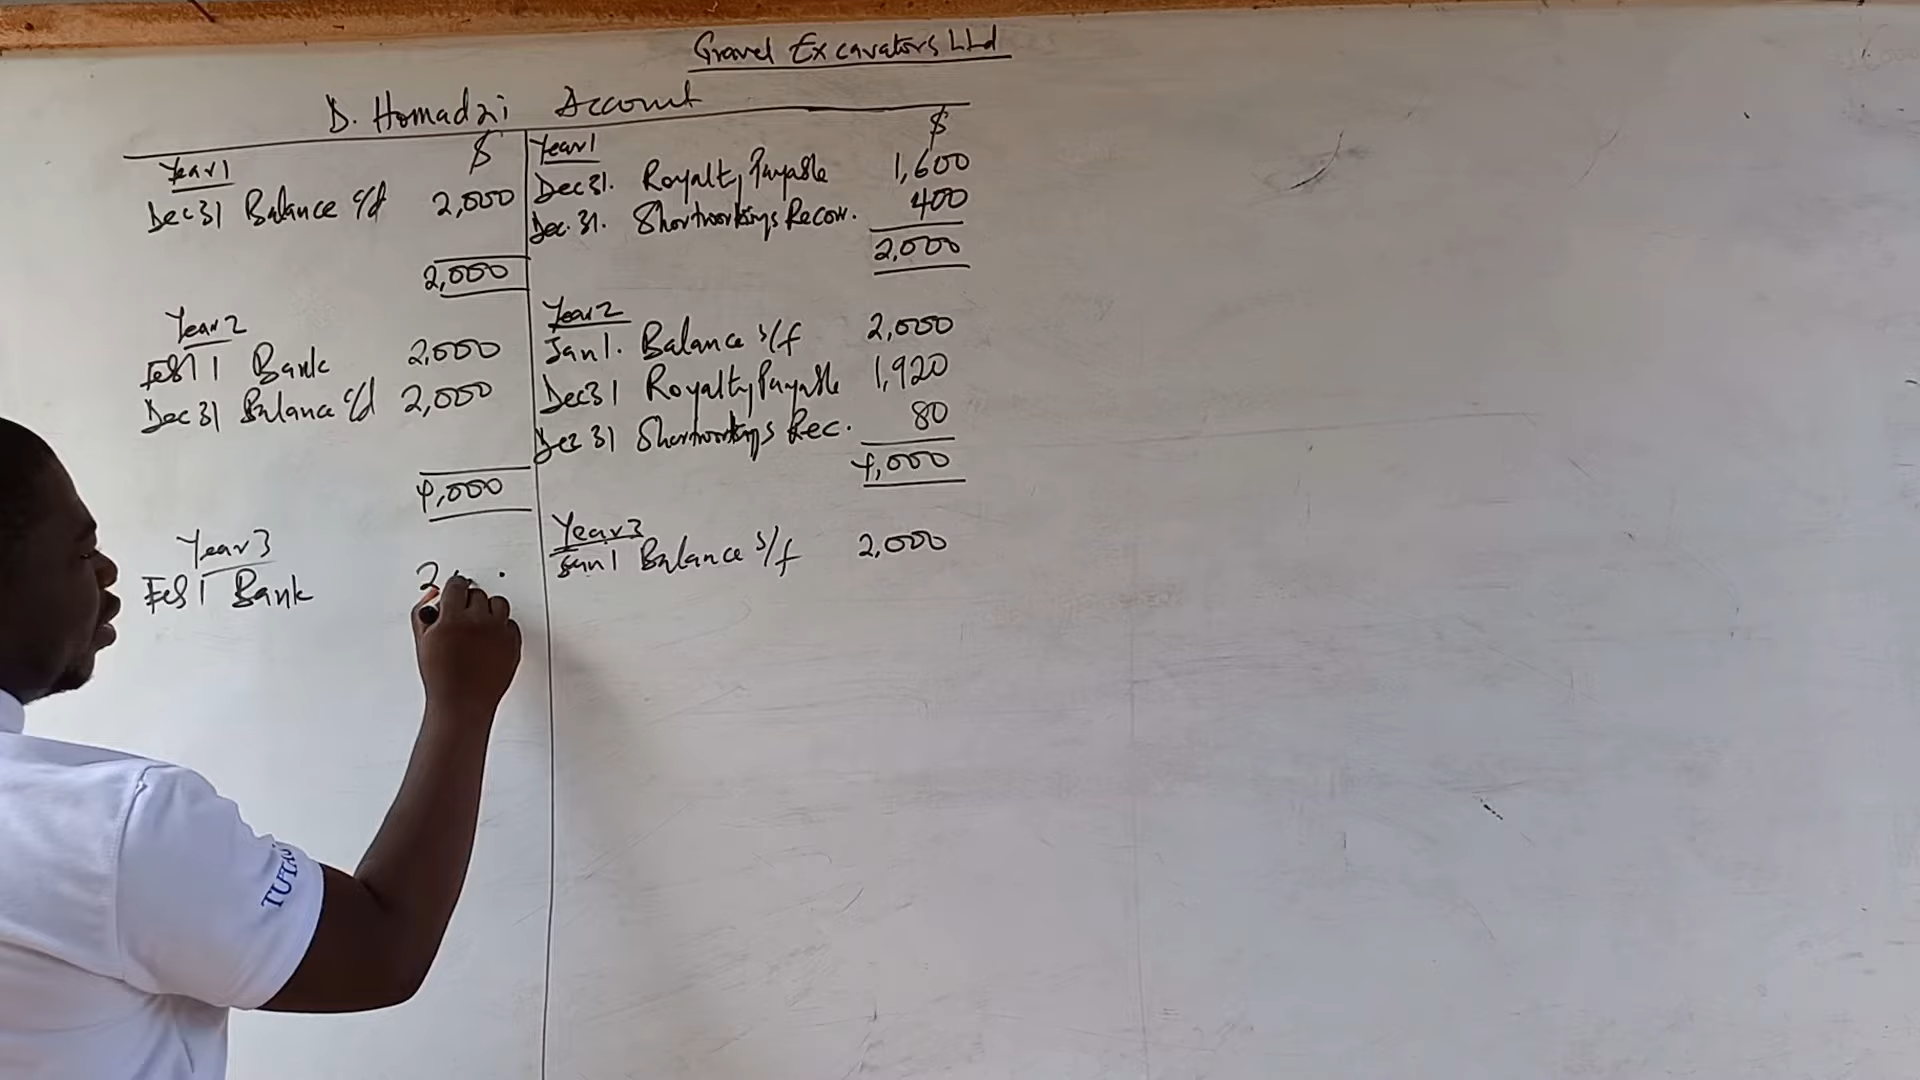 Gravel Excavators Ltd
D. Homadzi Account
$
Year 1
Dec 31 Balance c/d 2,000
2,000
Year 2
Feb 1 Bank 2,000
Dec 31 Balance c/d 2,000
4,000
Year 3
Feb 1 Bank 2
$
Year 1
Dec 31. Royalty Payable 1,600
Dec. 31. Shortworkings Recov. 400
2,000
Year 2
Jan 1. Balance b/f 2,000
Dec 31 Royalty Payable 1,920
Dec 31 Shortworkings Rec. 80
4,000
Year 3
Jan 1 Balance b/f 2,000